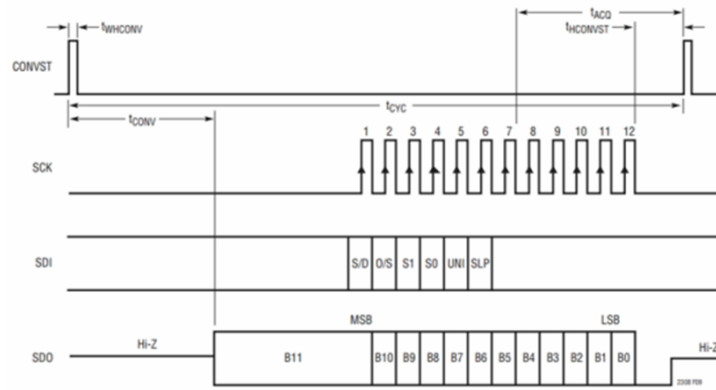 tWHCONV
tACQ
tHCONVST
CONVST
tCYC
tCONV
1 2 3 4 5 6 7 8 9 10 11 12
SCK
SDI
S/D O/S S1 S0 UNI SLP
MSB LSB
SDO
Hi-Z
B11 B10 B9 B8 B7 B6 B5 B4 B3 B2 B1 B0
Hi-Z